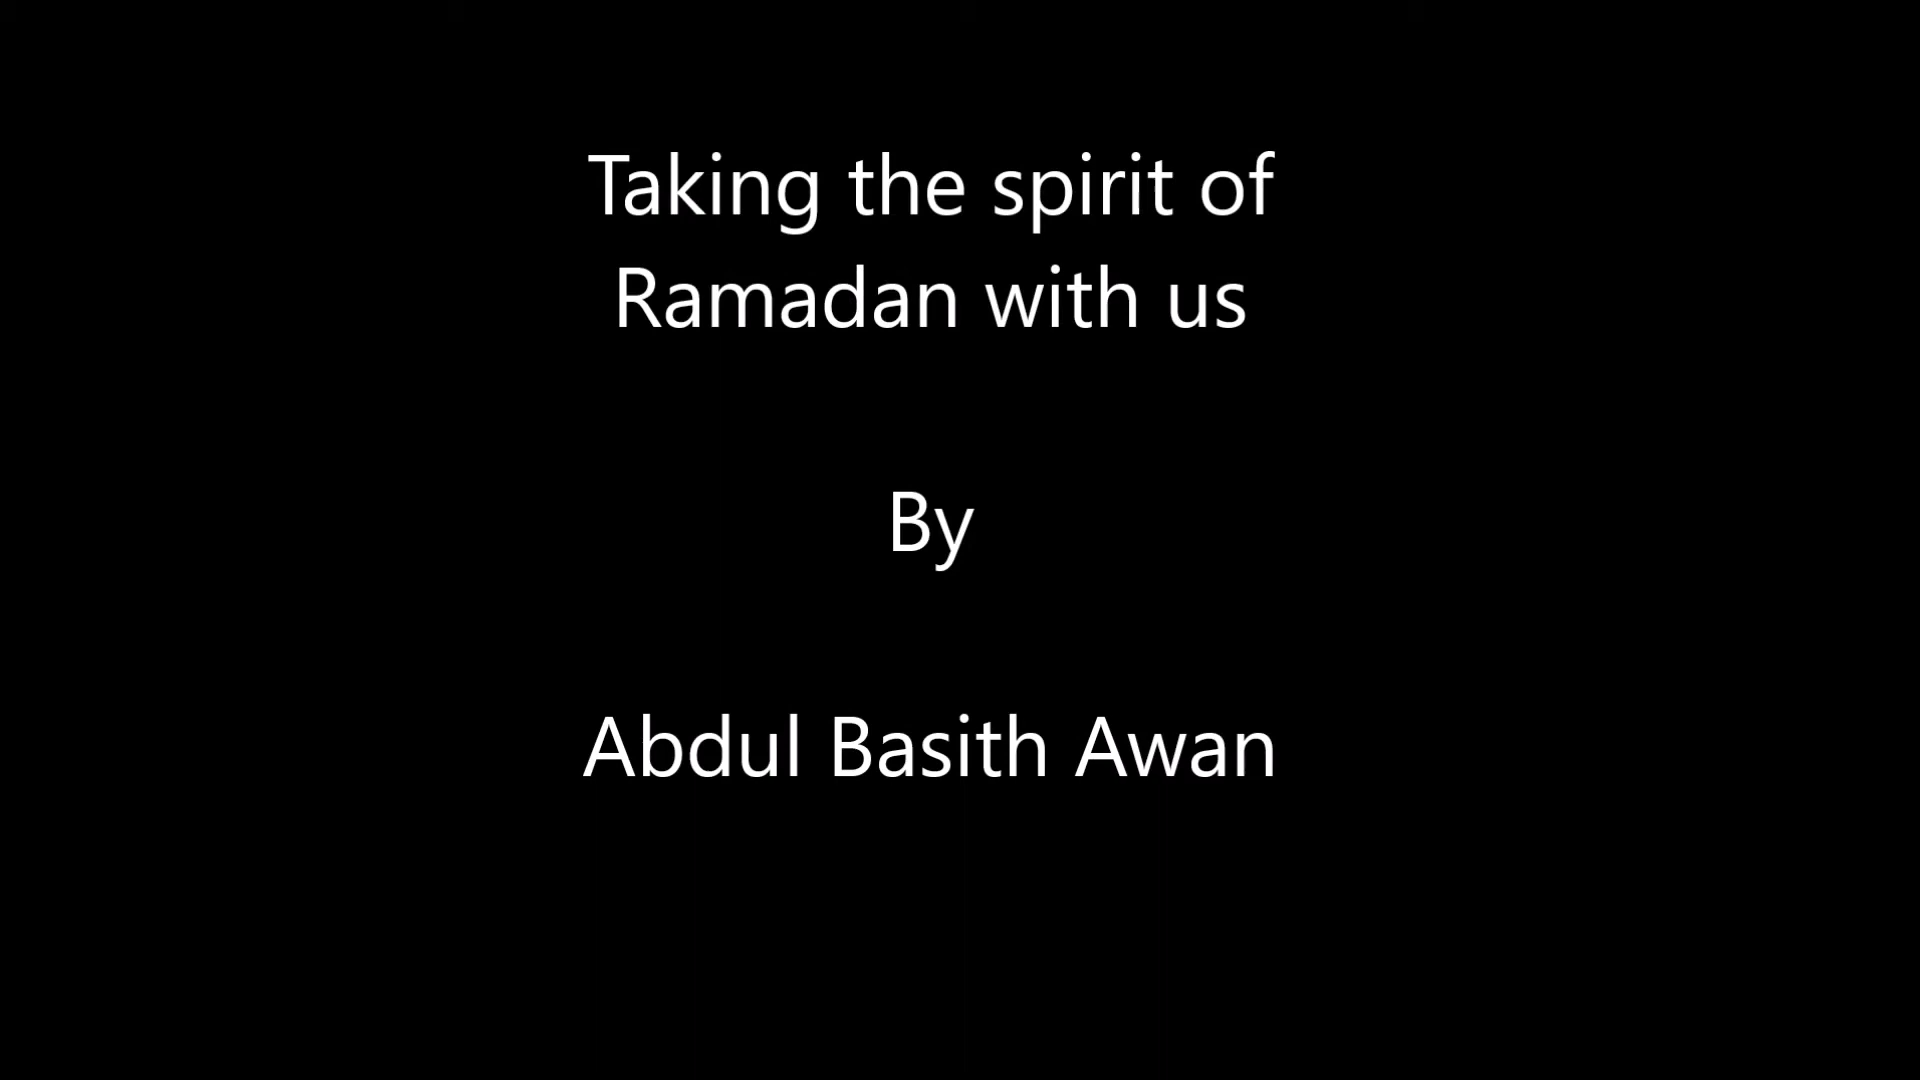 Taking the spirit of
Ramadan with us
By
Abdul Basith Awan